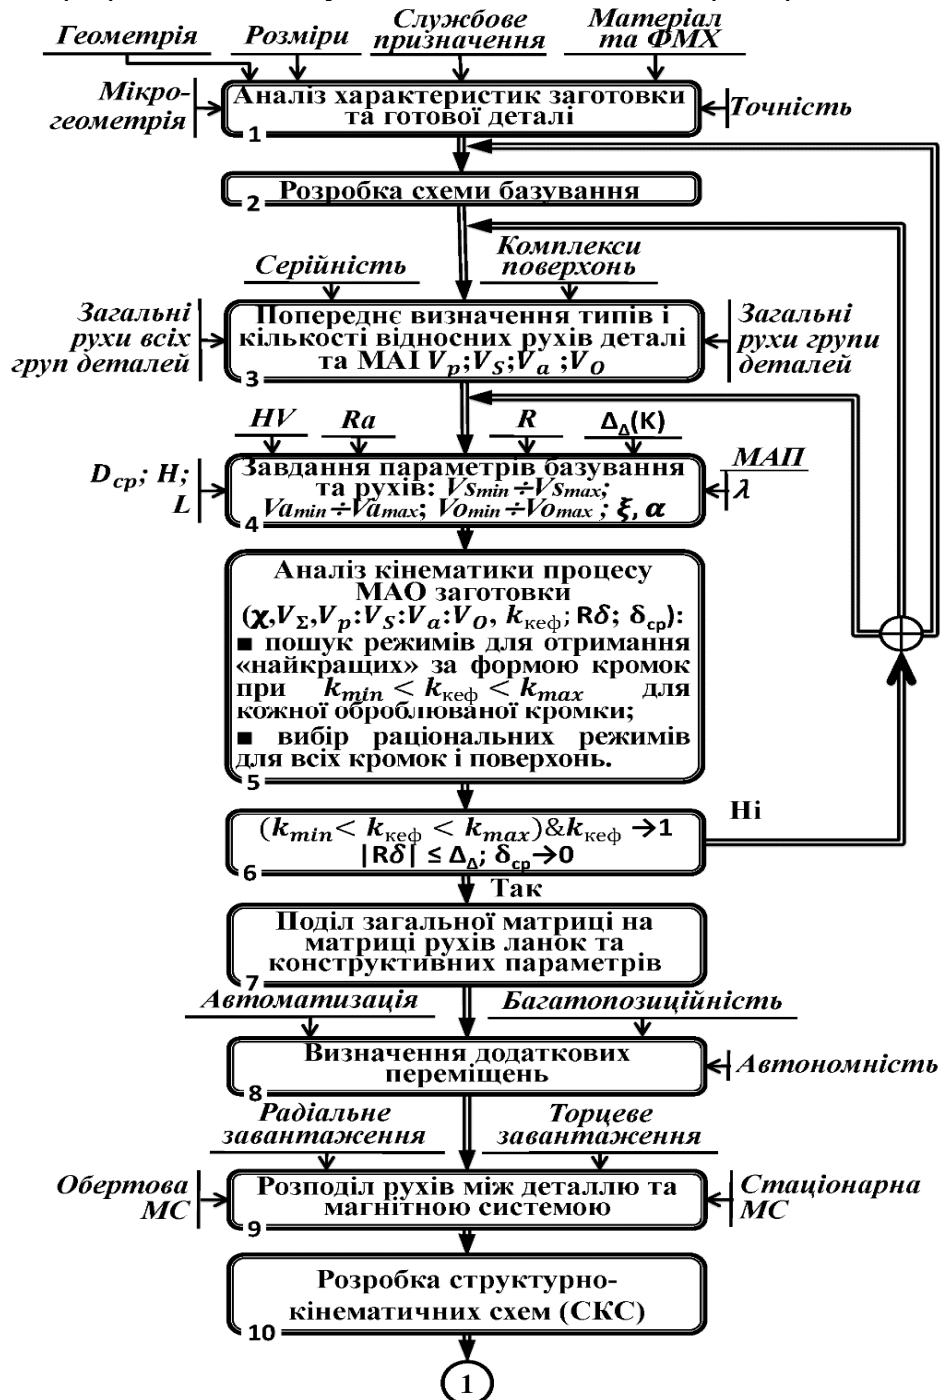 Геометрія
Розміри
Службове
призначення
Матеріал
та ФМХ
Мікро-
геометрія
Аналіз характеристик заготовки
та готової деталі
1
Точність
Розробка схеми базування
2
Серійність
Комплекси
поверхонь
Загальні
рухи всіх
груп деталей
Попереднє визначення типів і
кількості відносних рухів деталі
та МАІ Vp;VS;Va ;VO
3
Загальні
рухи групи
деталей
HV
Ra
R
Δ_Δ(K)
Dср; H;
L
Завдання параметрів базування
та рухів: Vsmin÷Vsmax;
Vamin÷Vamax; Vomin÷Vomax ; ξ, α
4
МАП
λ
Аналіз кінематики процесу
МАО заготовки
(χ,VΣ,Vp:VS:Va:VO, kкеф; Rδ; δср):
■ пошук режимів для отримання
«найкращих» за формою кромок
при kmin < kкеф < kmax для
кожної оброблюваної кромки;
■ вибір раціональних режимів
для всіх кромок і поверхонь.
5
(kmin< kкеф < kmax)&kкеф →1
|Rδ| ≤ Δ_Δ; δср→0
6
Ні
Так
Поділ загальної матриці на
матриці рухів ланок та
конструктивних параметрів
7
Автоматизація
Багатопозиційність
Визначення додаткових
переміщень
8
Автономність
Радіальне
завантаження
Торцеве
завантаження
Обертова
МС
Розподіл рухів між деталлю та
магнітною системою
9
Стаціонарна
МС
Розробка структурно-
кінематичних схем (СКС)
10
1